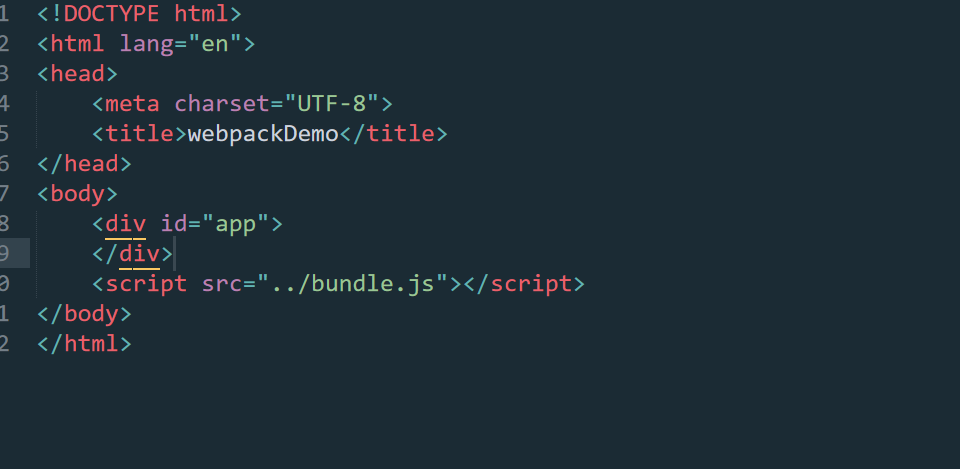 1 <!DOCTYPE html>
2 <html lang="en">
3 <head>
4     <meta charset="UTF-8">
5     <title>webpackDemo</title>
6 </head>
7 <body>
8     <div id="app">
9     </div>
0     <script src="../bundle.js"></script>
1 </body>
2 </html>